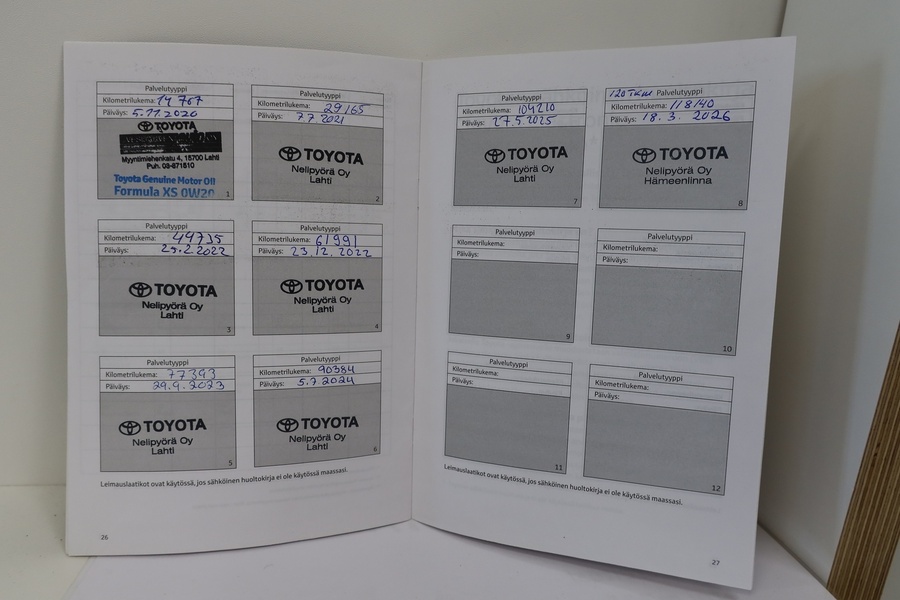 Palvelutyyppi
Kilometrilukema: 14 767
Päiväys: 5.11.2020
TOYOTA
Myyntimiehenkatu 4, 15700 Lahti
Puh. 03-871510
Toyota Genuine Motor Oil
Formula XS 0W20
1
Palvelutyyppi
Kilometrilukema: 29165
Päiväys: 7.7 2021
TOYOTA
Nelipyörä Oy
Lahti
2
Palvelutyyppi
Kilometrilukema: 49735
Päiväys: 25.2.2022
TOYOTA
Nelipyörä Oy
Lahti
3
Palvelutyyppi
Kilometrilukema: 61991
Päiväys: 23.12.2022
TOYOTA
Nelipyörä Oy
Lahti
4
Palvelutyyppi
Kilometrilukema: 77393
Päiväys: 29.9.2023
TOYOTA
Nelipyörä Oy
Lahti
5
Palvelutyyppi
Kilometrilukema: 90384
Päiväys: 5.7 2024
TOYOTA
Nelipyörä Oy
Lahti
6
Leimauslaatikot ovat käytössä, jos sähköinen huoltokirja ei ole käytössä maassasi.
26
Palvelutyyppi
Kilometrilukema: 104210
Päiväys: 27.5 2025
TOYOTA
Nelipyörä Oy
Lahti
7
120 tkm Palvelutyyppi
Kilometrilukema: 118140
Päiväys: 18. 3. 2026
TOYOTA
Nelipyörä Oy
Hämeenlinna
8
Palvelutyyppi
Kilometrilukema:
Päiväys:
9
Palvelutyyppi
Kilometrilukema:
Päiväys:
10
Palvelutyyppi
Kilometrilukema:
Päiväys:
11
Palvelutyyppi
Kilometrilukema:
Päiväys:
12
Leimauslaatikot ovat käytössä, jos sähköinen huoltokirja ei ole käytössä maassasi.
27